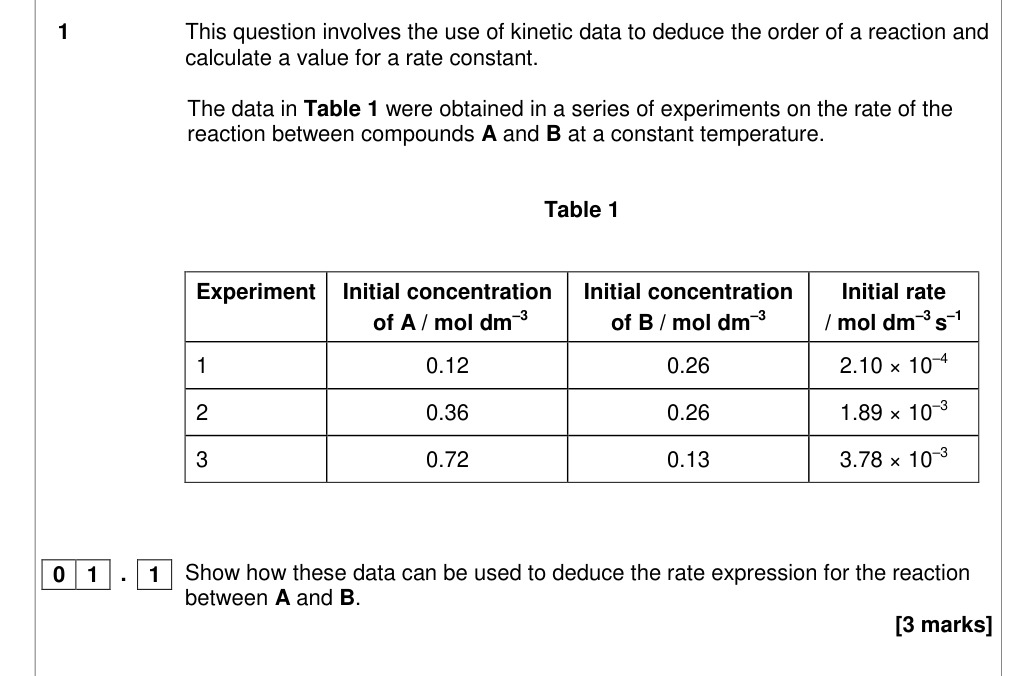 1 This question involves the use of kinetic data to deduce the order of a reaction and
calculate a value for a rate constant.
The data in Table 1 were obtained in a series of experiments on the rate of the
reaction between compounds A and B at a constant temperature.
Table 1
Experiment Initial concentration Initial concentration Initial rate
of A / mol dm⁻³ of B / mol dm⁻³ / mol dm⁻³ s⁻¹
1 0.12 0.26 2.10 × 10⁻⁴
2 0.36 0.26 1.89 × 10⁻³
3 0.72 0.13 3.78 × 10⁻³
0 1 . 1 Show how these data can be used to deduce the rate expression for the reaction
between A and B.
[3 marks]